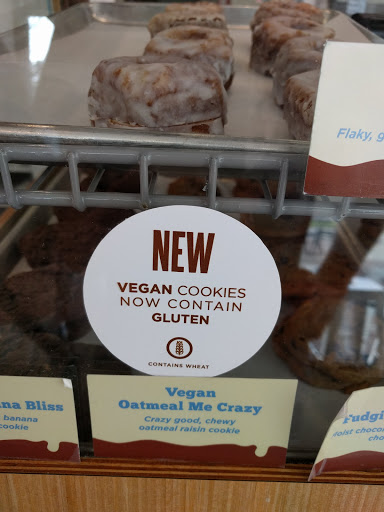 Flaky, g
NEW
VEGAN COOKIES
NOW CONTAIN
GLUTEN
CONTAINS WHEAT
na Bliss
banana
cookie
Vegan
Oatmeal Me Crazy
Crazy good, chewy
oatmeal raisin cookie
Fudgi
oist choco
cho